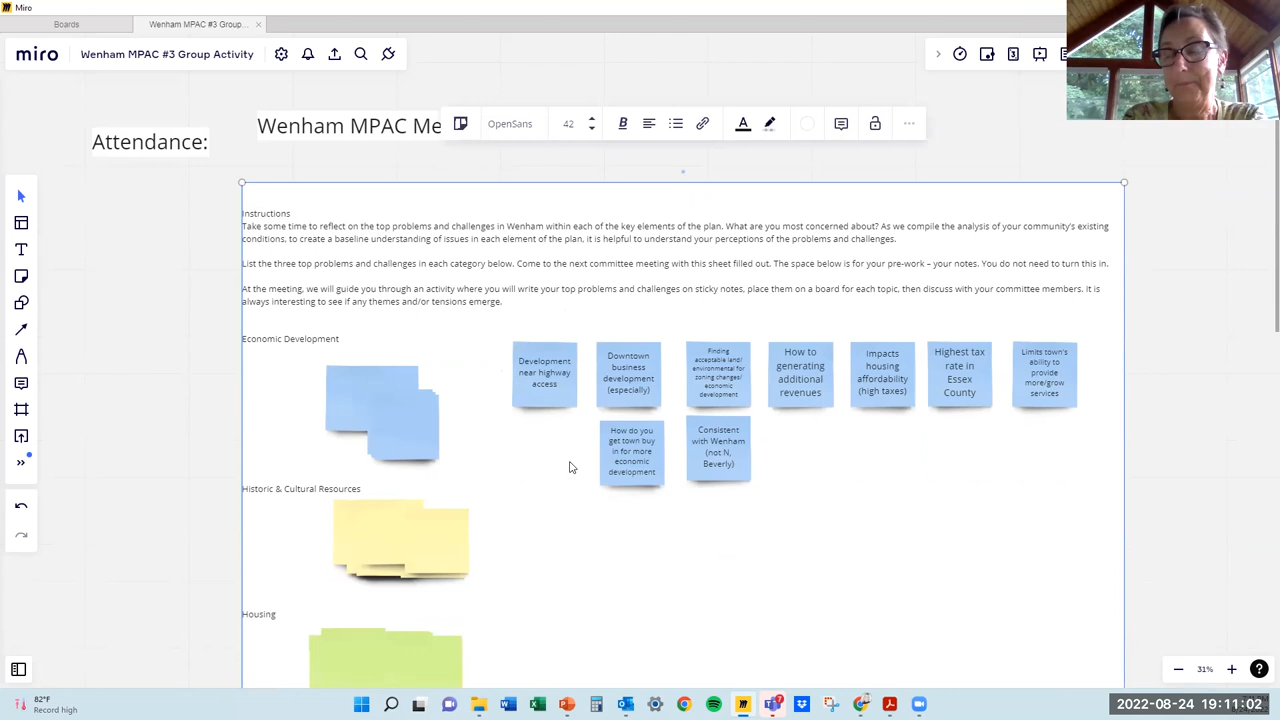 Miro
Boards
Wenham MPAC #3 Group...
miro
Wenham MPAC #3 Group Activity
3
Attendance:
Wenham MPAC Me
OpenSans
42
B
A
Instructions
Take some time to reflect on the top problems and challenges in Wenham within each of the key elements of the plan. What are you most concerned about? As we compile the analysis of your community's existing
conditions, to create a baseline understanding of issues in each element of the plan, it is helpful to understand your perceptions of the problems and challenges.
List the three top problems and challenges in each category below. Come to the next committee meeting with this sheet filled out. The space below is for your pre-work – your notes. You do not need to turn this in.
At the meeting, we will guide you through an activity where you will write your top problems and challenges on sticky notes, place them on a board for each topic, then discuss with your committee members. It is
always interesting to see if any themes and/or tensions emerge.
Economic Development
Development
near highway
access
Downtown
business
development
(especially)
Finding
acceptable land/
environmental for
zoning changes/
economic
development
How to
generating
additional
revenues
Impacts
housing
affordability
(high taxes)
Highest tax
rate in
Essex
County
Limits town's
ability to
provide
more/grow
services
How do you
get town buy
in for more
economic
development
Consistent
with Wenham
(not N,
Beverly)
Historic & Cultural Resources
Housing
31%
82°F
Record high
2022-08-24 19:11:02